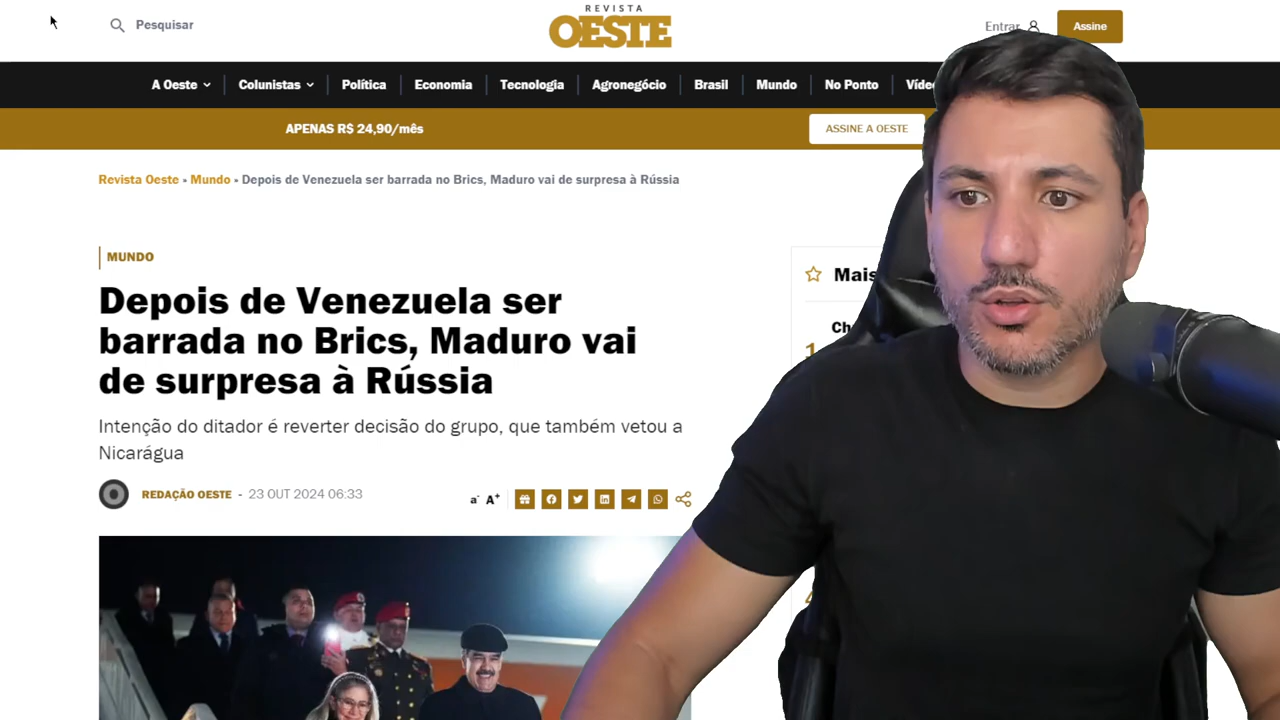 Pesquisar
REVISTA
OESTE
Entrar
Assine
A Oeste
Colunistas
Política
Economia
Tecnologia
Agronegócio
Brasil
Mundo
No Ponto
APENAS R$ 24,90/mês
ASSINE A OESTE
Revista Oeste » Mundo » Depois de Venezuela ser barrada no Brics, Maduro vai de surpresa à Rússia
MUNDO
Depois de Venezuela ser
barrada no Brics, Maduro vai
de surpresa à Rússia
Intenção do ditador é reverter decisão do grupo, que também vetou a
Nicarágua
REDAÇÃO OESTE - 23 OUT 2024 06:33
a- A+
Mais
1